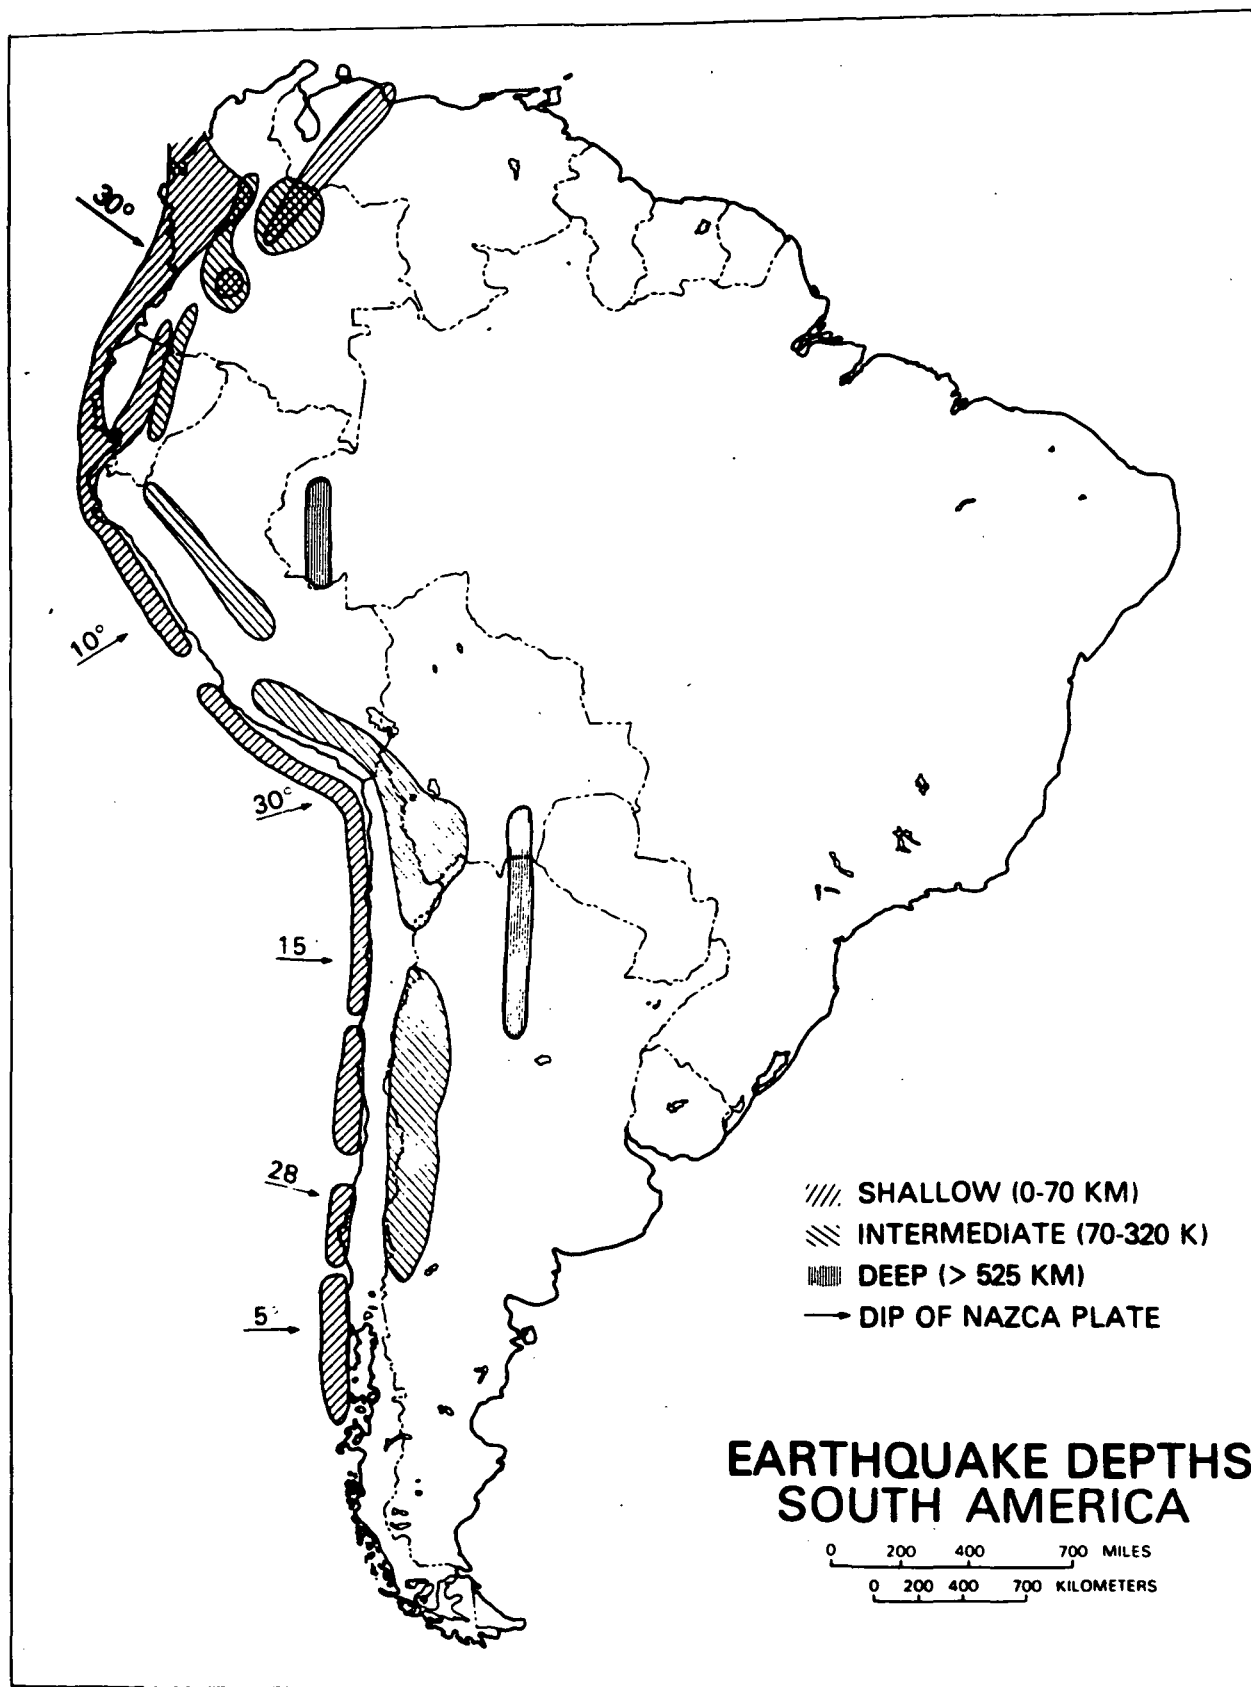 30°
10°
30°
15
28
5°
SHALLOW (0-70 KM)
INTERMEDIATE (70-320 K)
DEEP (> 525 KM)
DIP OF NAZCA PLATE
EARTHQUAKE DEPTHS
SOUTH AMERICA
0 200 400 700 MILES
0 200 400 700 KILOMETERS